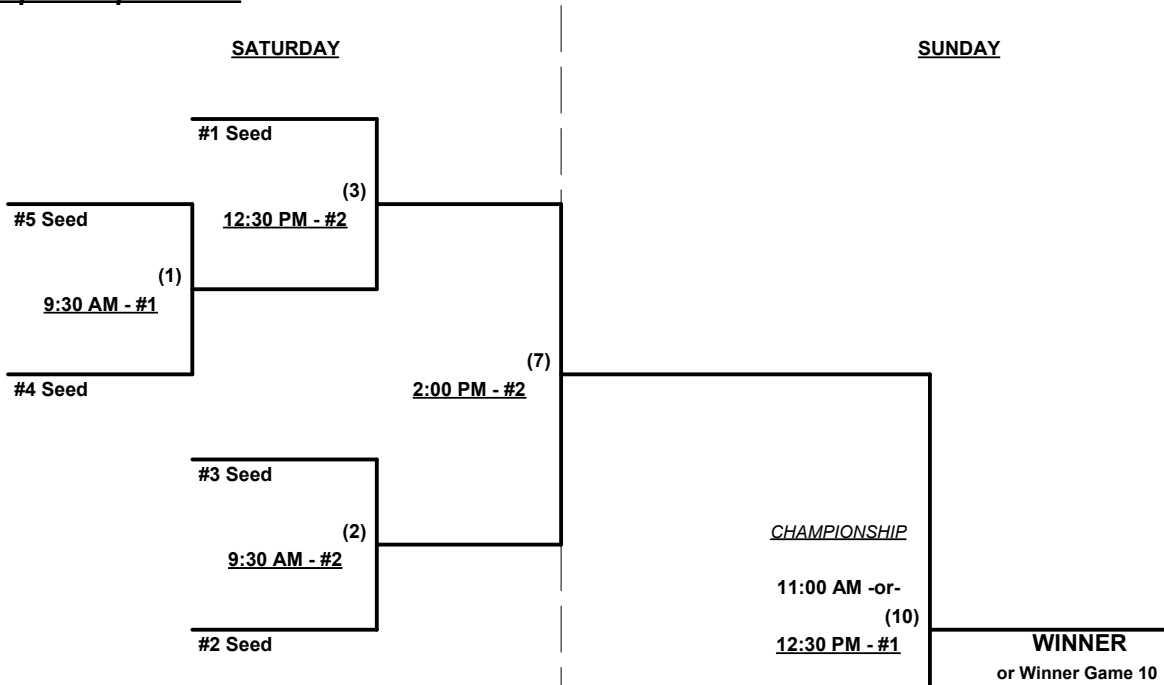 SATURDAY
SUNDAY
#1 Seed
(3)
#5 Seed
12:30 PM - #2
(1)
9:30 AM - #1
(7)
#4 Seed
2:00 PM - #2
#3 Seed
(2)
CHAMPIONSHIP
9:30 AM - #2
11:00 AM -or-
(10)
#2 Seed
12:30 PM - #1
WINNER
or Winner Game 10